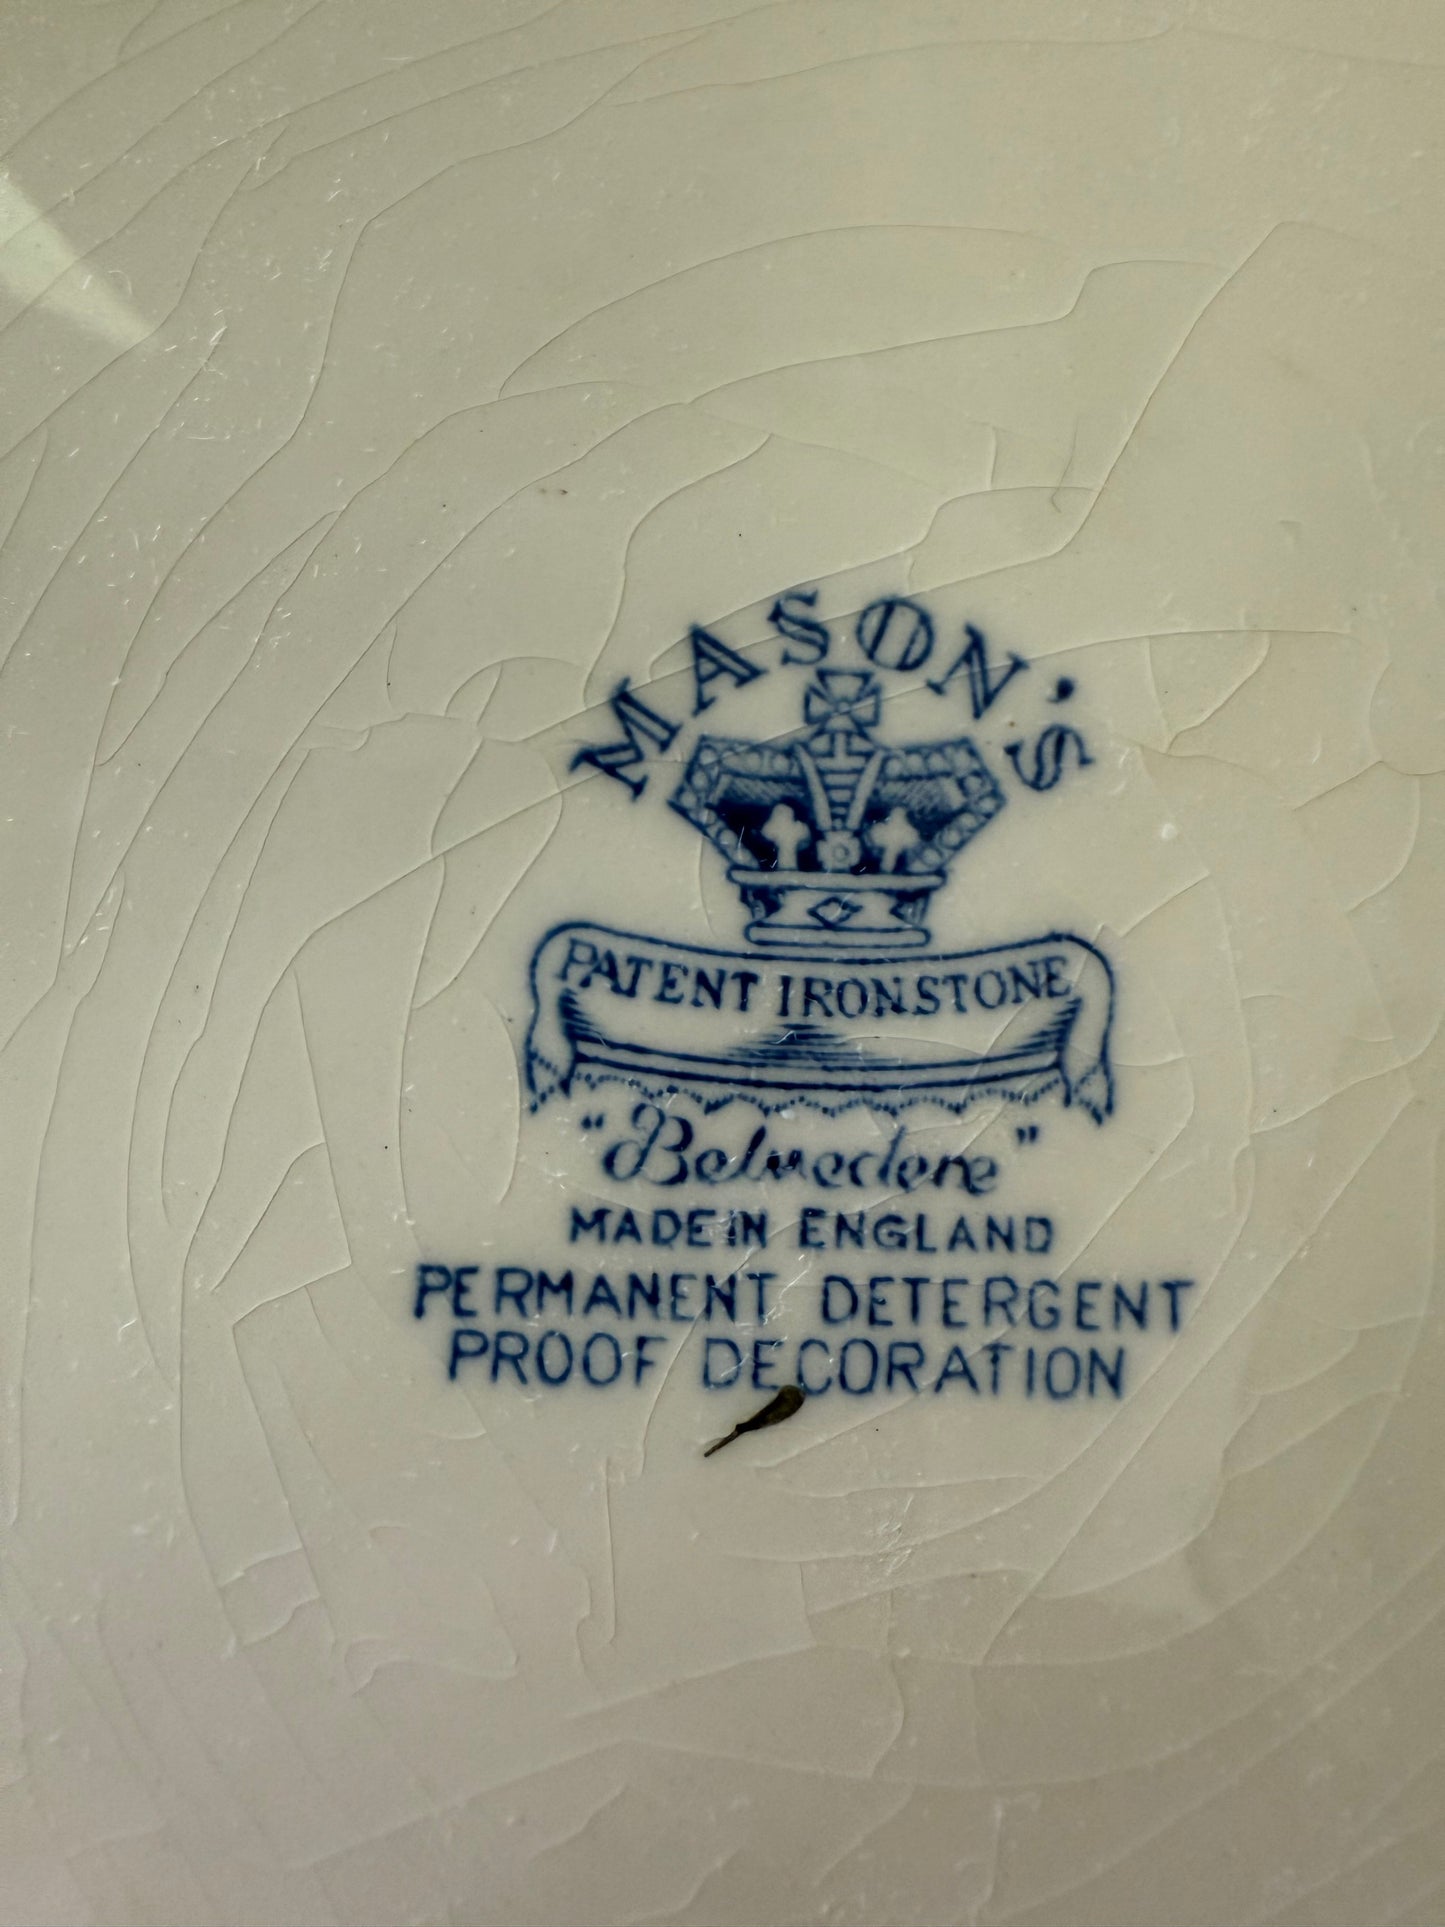 MASON'S
PATENT IRONSTONE
"Belvedere"
MADE IN ENGLAND
PERMANENT DETERGENT
PROOF DECORATION